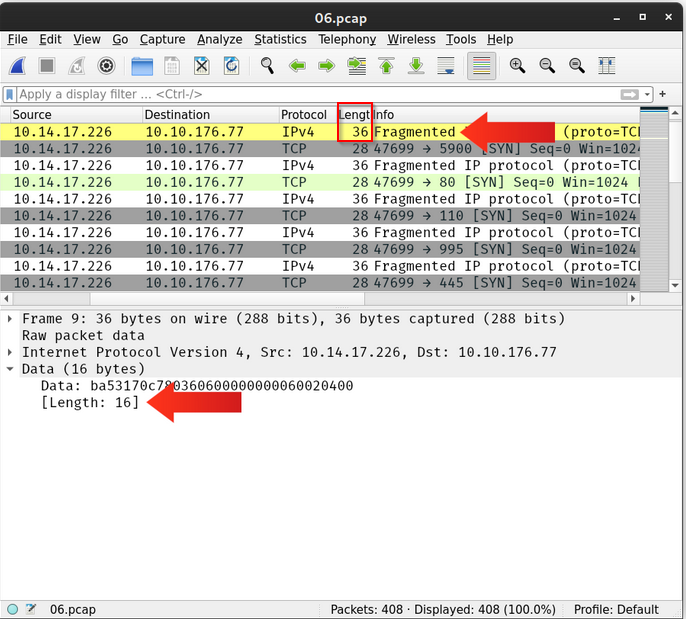 06.pcap
File Edit View Go Capture Analyze Statistics Telephony Wireless Tools Help
Apply a display filter ... <Ctrl-/>
Source Destination Protocol Lengt Info
10.14.17.226 10.10.176.77 IPv4 36 Fragmented (proto=TC
10.14.17.226 10.10.176.77 TCP 28 47699 → 5900 [SYN] Seq=0 Win=1024
10.14.17.226 10.10.176.77 IPv4 36 Fragmented IP protocol (proto=TC
10.14.17.226 10.10.176.77 TCP 28 47699 → 80 [SYN] Seq=0 Win=1024
10.14.17.226 10.10.176.77 IPv4 36 Fragmented IP protocol (proto=TC
10.14.17.226 10.10.176.77 TCP 28 47699 → 110 [SYN] Seq=0 Win=1024
10.14.17.226 10.10.176.77 IPv4 36 Fragmented IP protocol (proto=TC
10.14.17.226 10.10.176.77 TCP 28 47699 → 995 [SYN] Seq=0 Win=1024
10.14.17.226 10.10.176.77 IPv4 36 Fragmented IP protocol (proto=TC
10.14.17.226 10.10.176.77 TCP 28 47699 → 445 [SYN] Seq=0 Win=1024
Frame 9: 36 bytes on wire (288 bits), 36 bytes captured (288 bits)
Raw packet data
Internet Protocol Version 4, Src: 10.14.17.226, Dst: 10.10.176.77
Data (16 bytes)
Data:
[Length: 16]
06.pcap
Packets: 408 · Displayed: 408 (100.0%)
Profile: Default